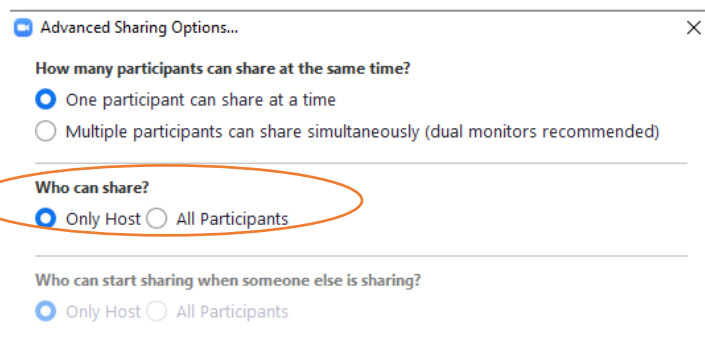 Advanced Sharing Options...
How many participants can share at the same time?
One participant can share at a time
Multiple participants can share simultaneously (dual monitors recommended)
Who can share?
Only Host All Participants
Who can start sharing when someone else is sharing?
Only Host All Participants